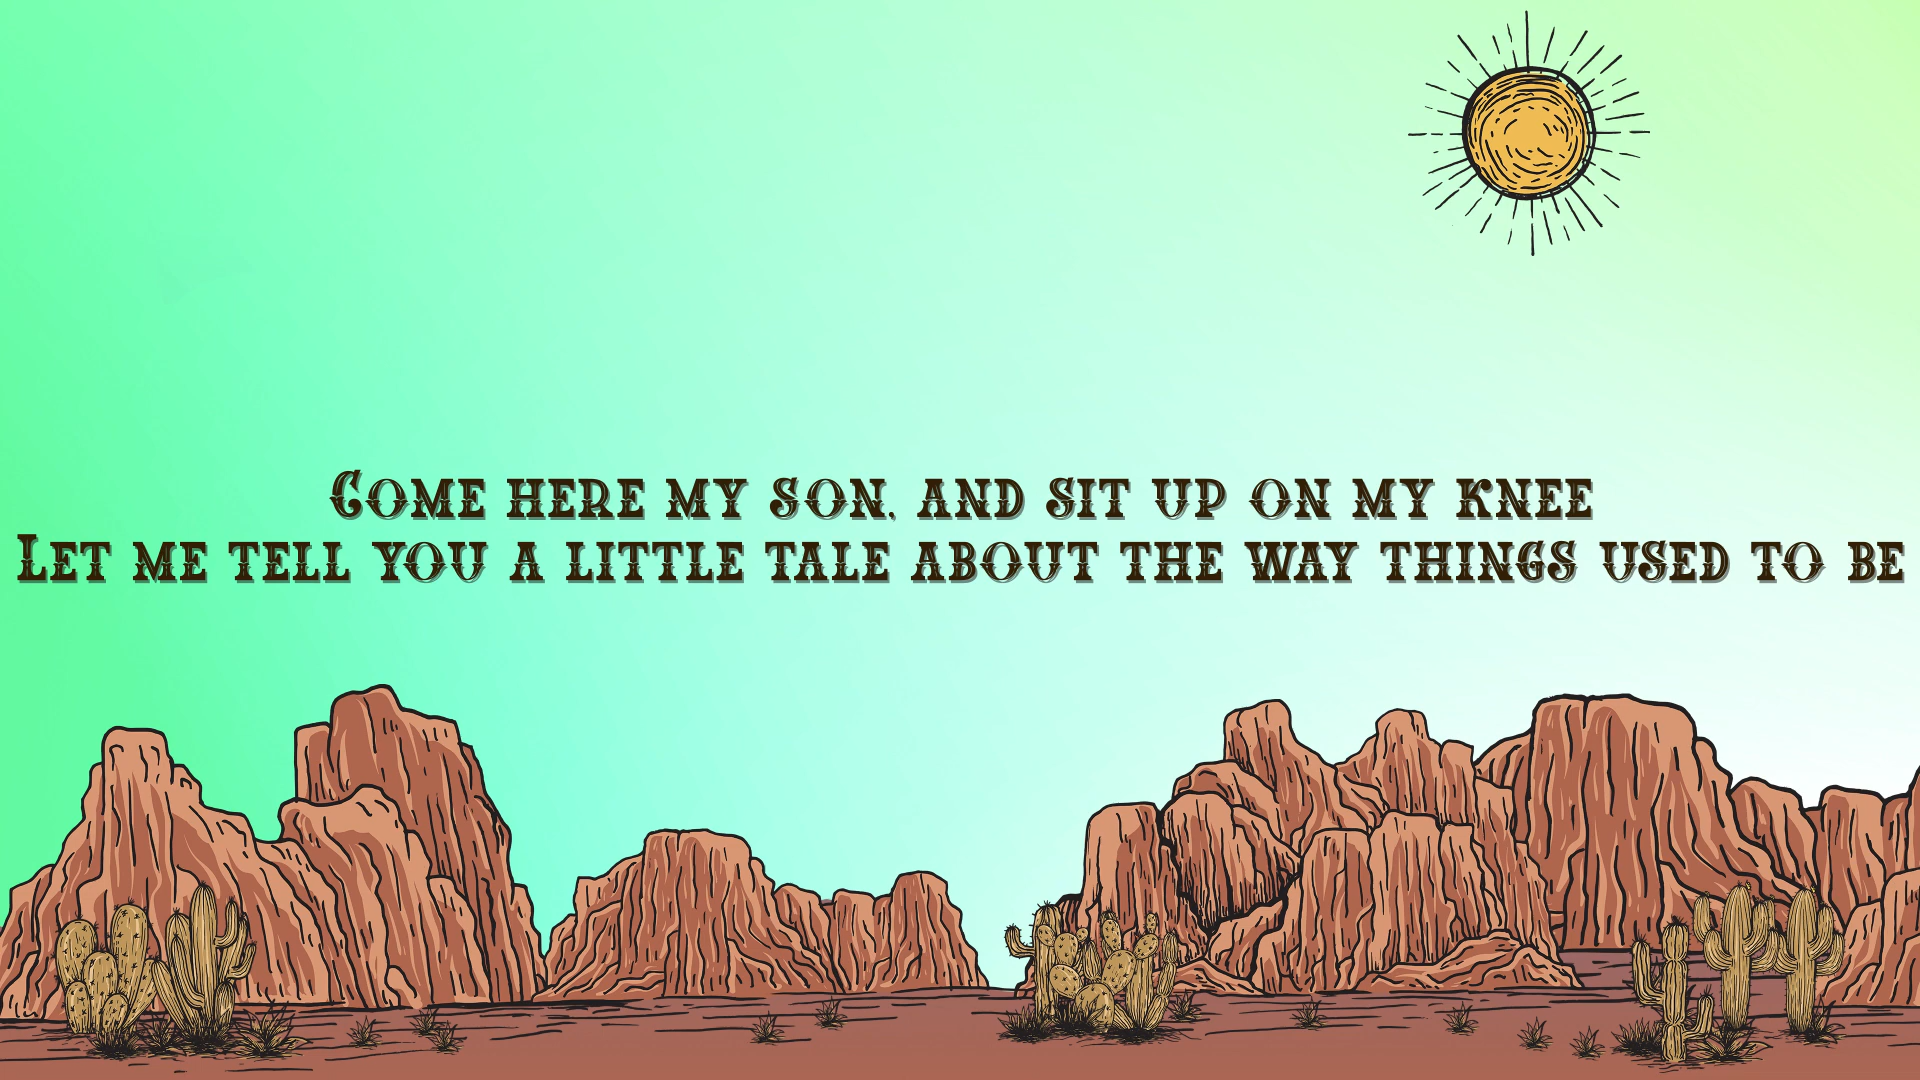 Come here my son, and sit up on my knee
Let me tell you a little tale about the way things used to be